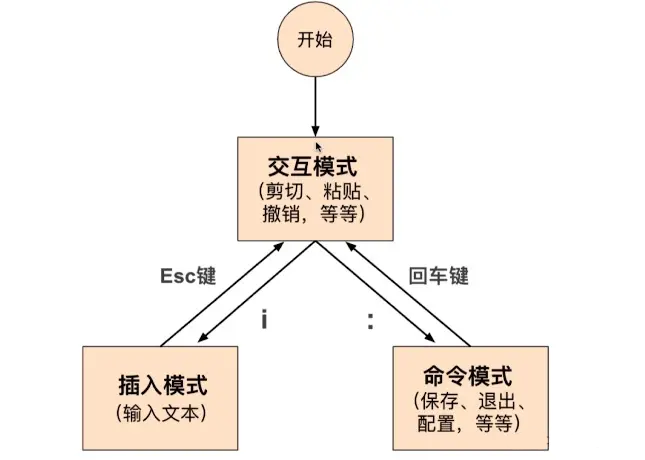 开始
交互模式
（剪切、粘贴、
撤销，等等）
Esc键
回车键
i
:
插入模式
（输入文本）
命令模式
（保存、退出、
配置，等等）